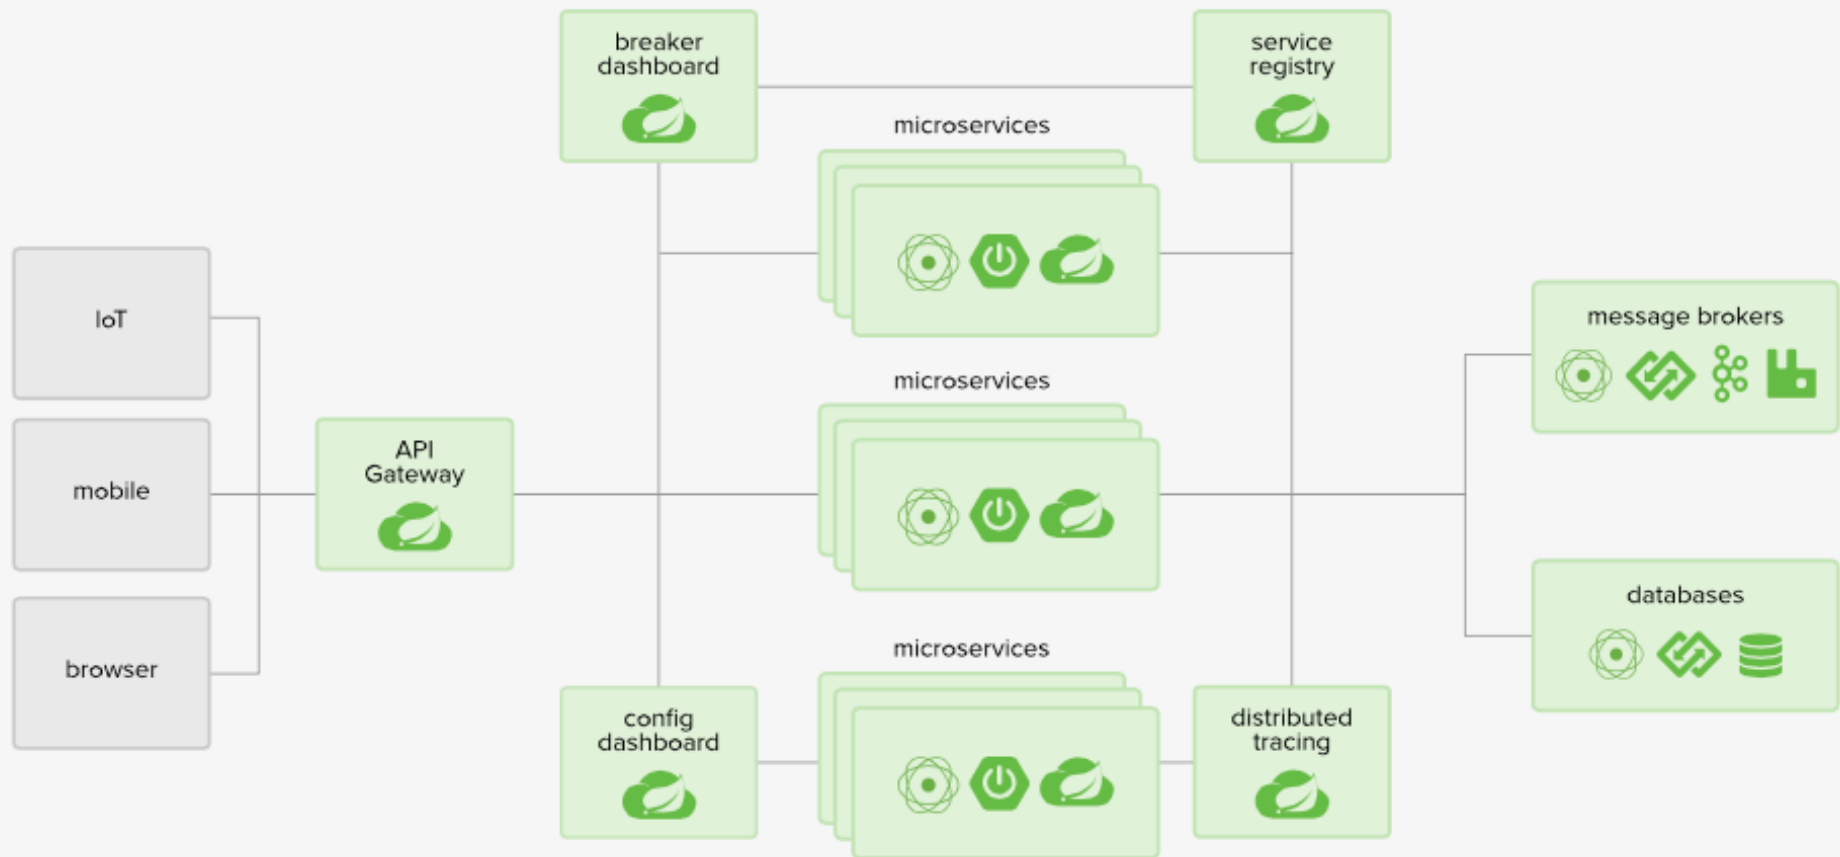 breaker
dashboard
service
registry
microservices
IoT
message brokers
microservices
API
Gateway
mobile
databases
microservices
browser
config
dashboard
distributed
tracing